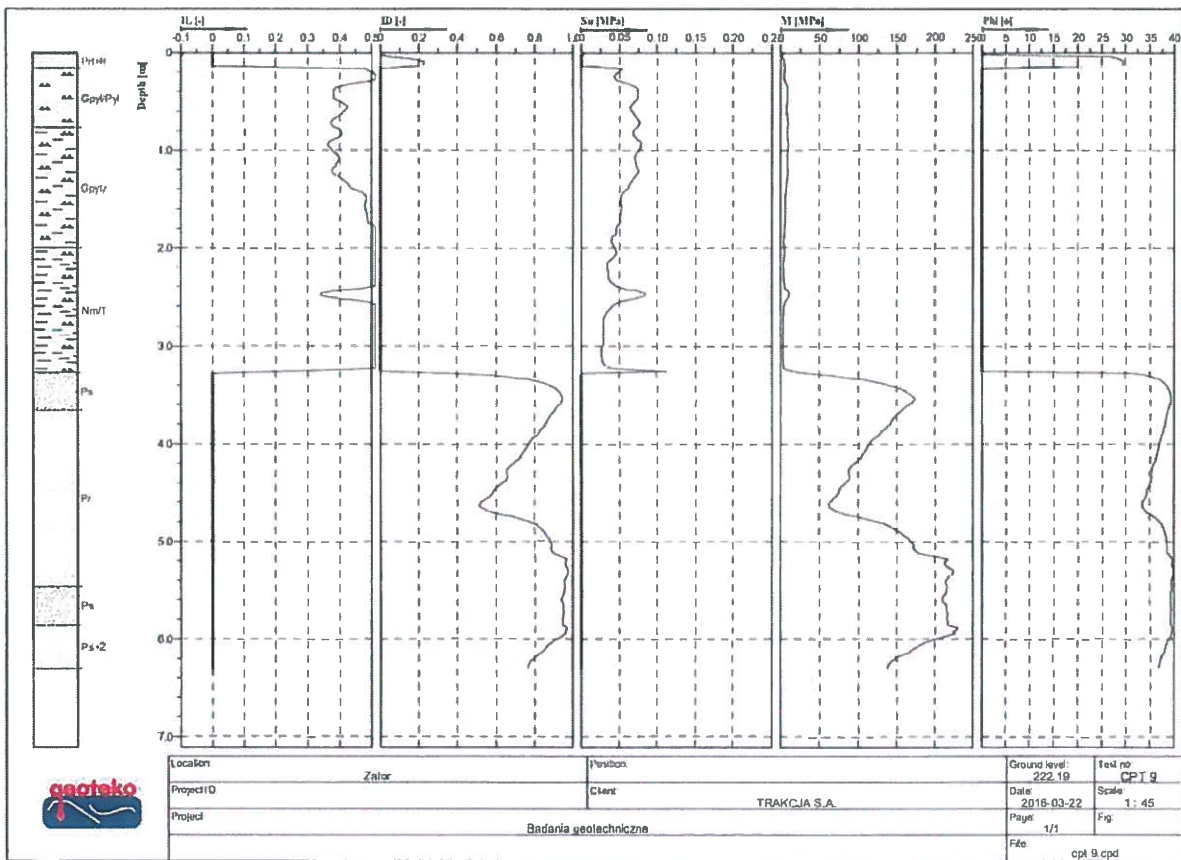 IL [-]
ID [-]
Su [MPa]
M [MPa]
Phi [o]
-0.1 0 0.1 0.2 0.3 0.4 0.5
0.2 0.4 0.6 0.8
0.05 0.10 0.15 0.20
50 100 150 200 250
5 10 15 20 25 30 35 40
Depth [m]
0
1.0
2.0
3.0
4.0
5.0
6.0
7.0
Gpyl/Pyl
Nm/T
Ps
Pr
Ps
Ps+Z
geoteko
Location
Zator
Position
Ground level:
222.19
Test no
CPT 9
Project ID
Client
TRAKCJA S.A.
Date:
2016-03-22
Scale
1 : 45
Project
Badania geotechniczne
Page
1/1
Fig:
File
cpt 9.cpd